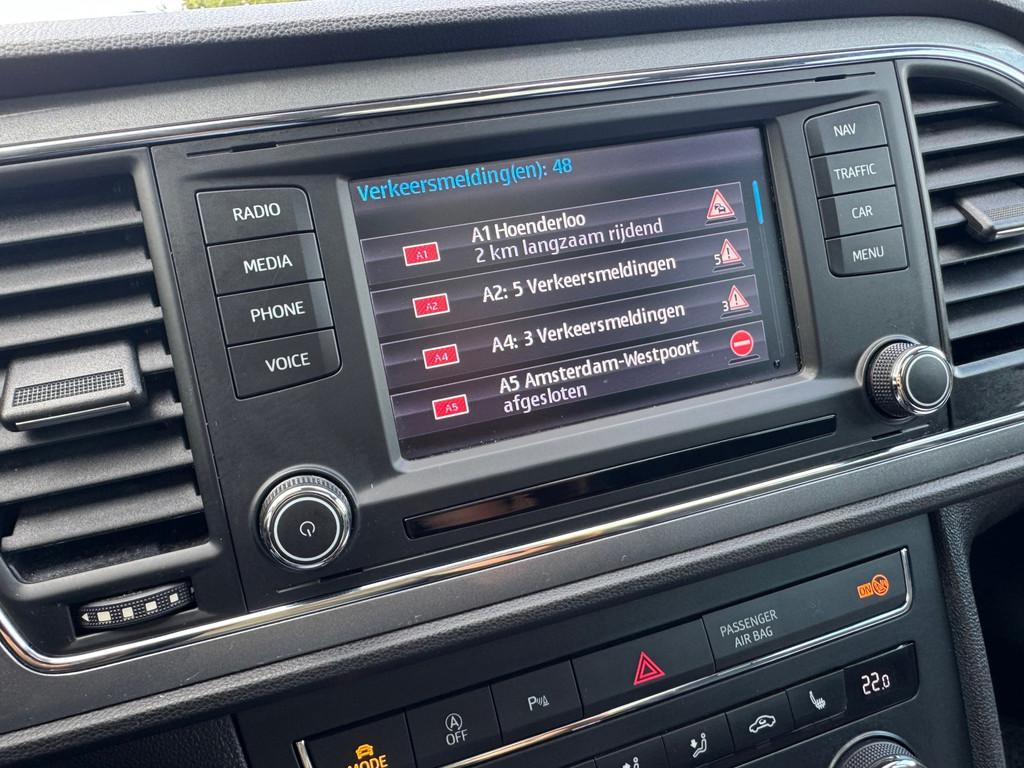 Verkeersmelding(en): 48
A1
A1 Hoenderloo
2 km langzaam rijdend
A2
A2: 5 Verkeersmeldingen
5
A4
A4: 3 Verkeersmeldingen
3
A5
A5 Amsterdam-Westpoort
afgesloten
RADIO
MEDIA
PHONE
VOICE
NAV
TRAFFIC
CAR
MENU
PASSENGER
AIR BAG
ON
MODE
A
OFF
P
22.0